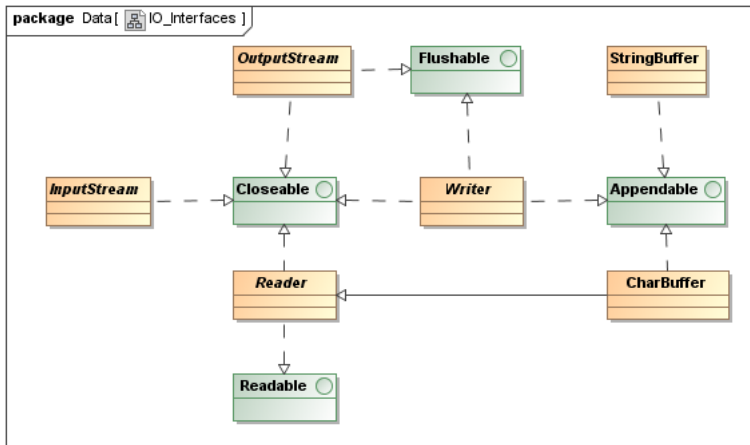 package Data [ IO_Interfaces ]
OutputStream
Flushable
StringBuffer
InputStream
Closeable
Writer
Appendable
Reader
CharBuffer
Readable